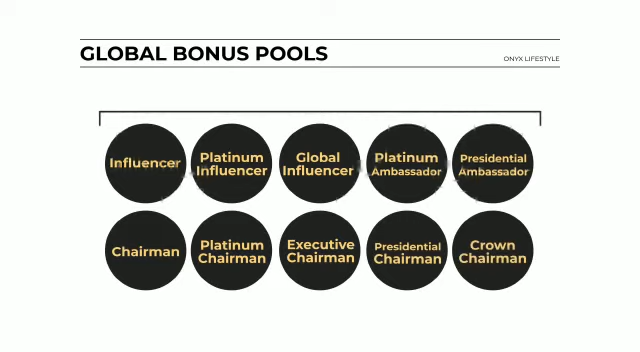 GLOBAL BONUS POOLS
ONYX LIFESTYLE
Influencer
Platinum
Influencer
Global
Influencer
Platinum
Ambassador
Presidential
Ambassador
Chairman
Platinum
Chairman
Executive
Chairman
Presidential
Chairman
Crown
Chairman